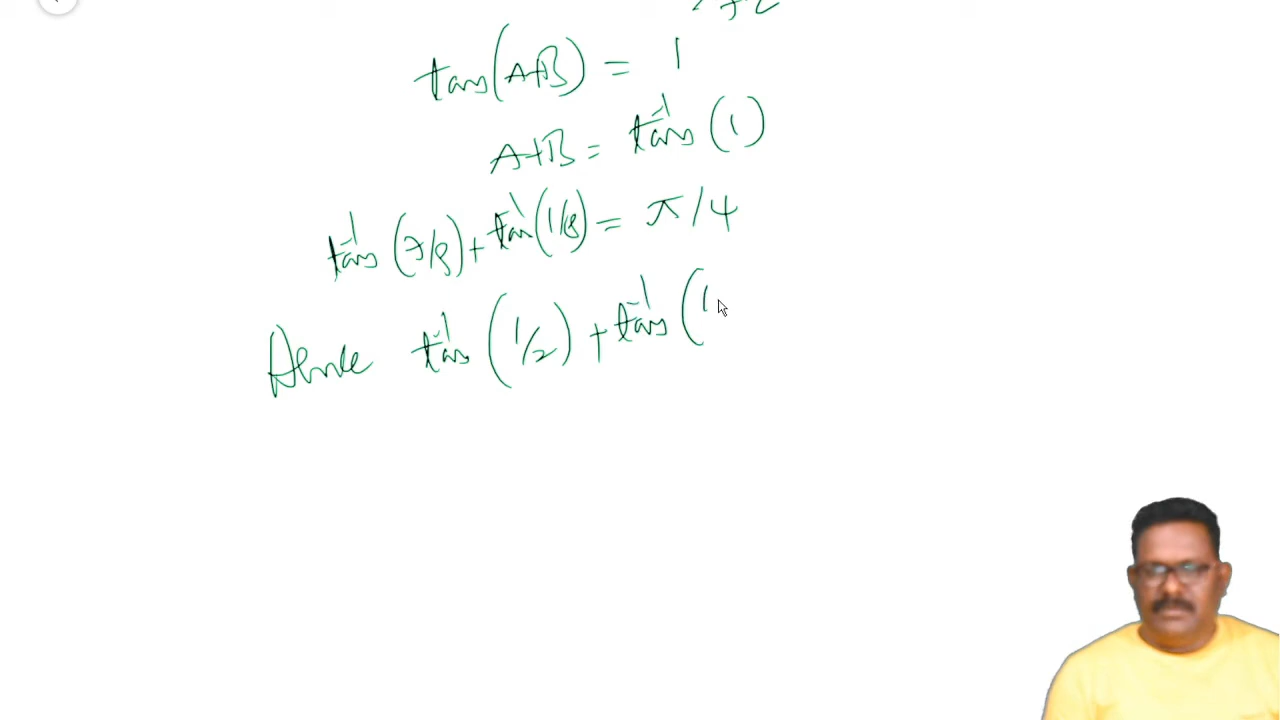 tan(A+B) = 1
A+B = tan⁻¹(1)
tan⁻¹(7/9) + tan⁻¹(1/8) = π/4
Hence tan⁻¹(1/2) + tan⁻¹(1